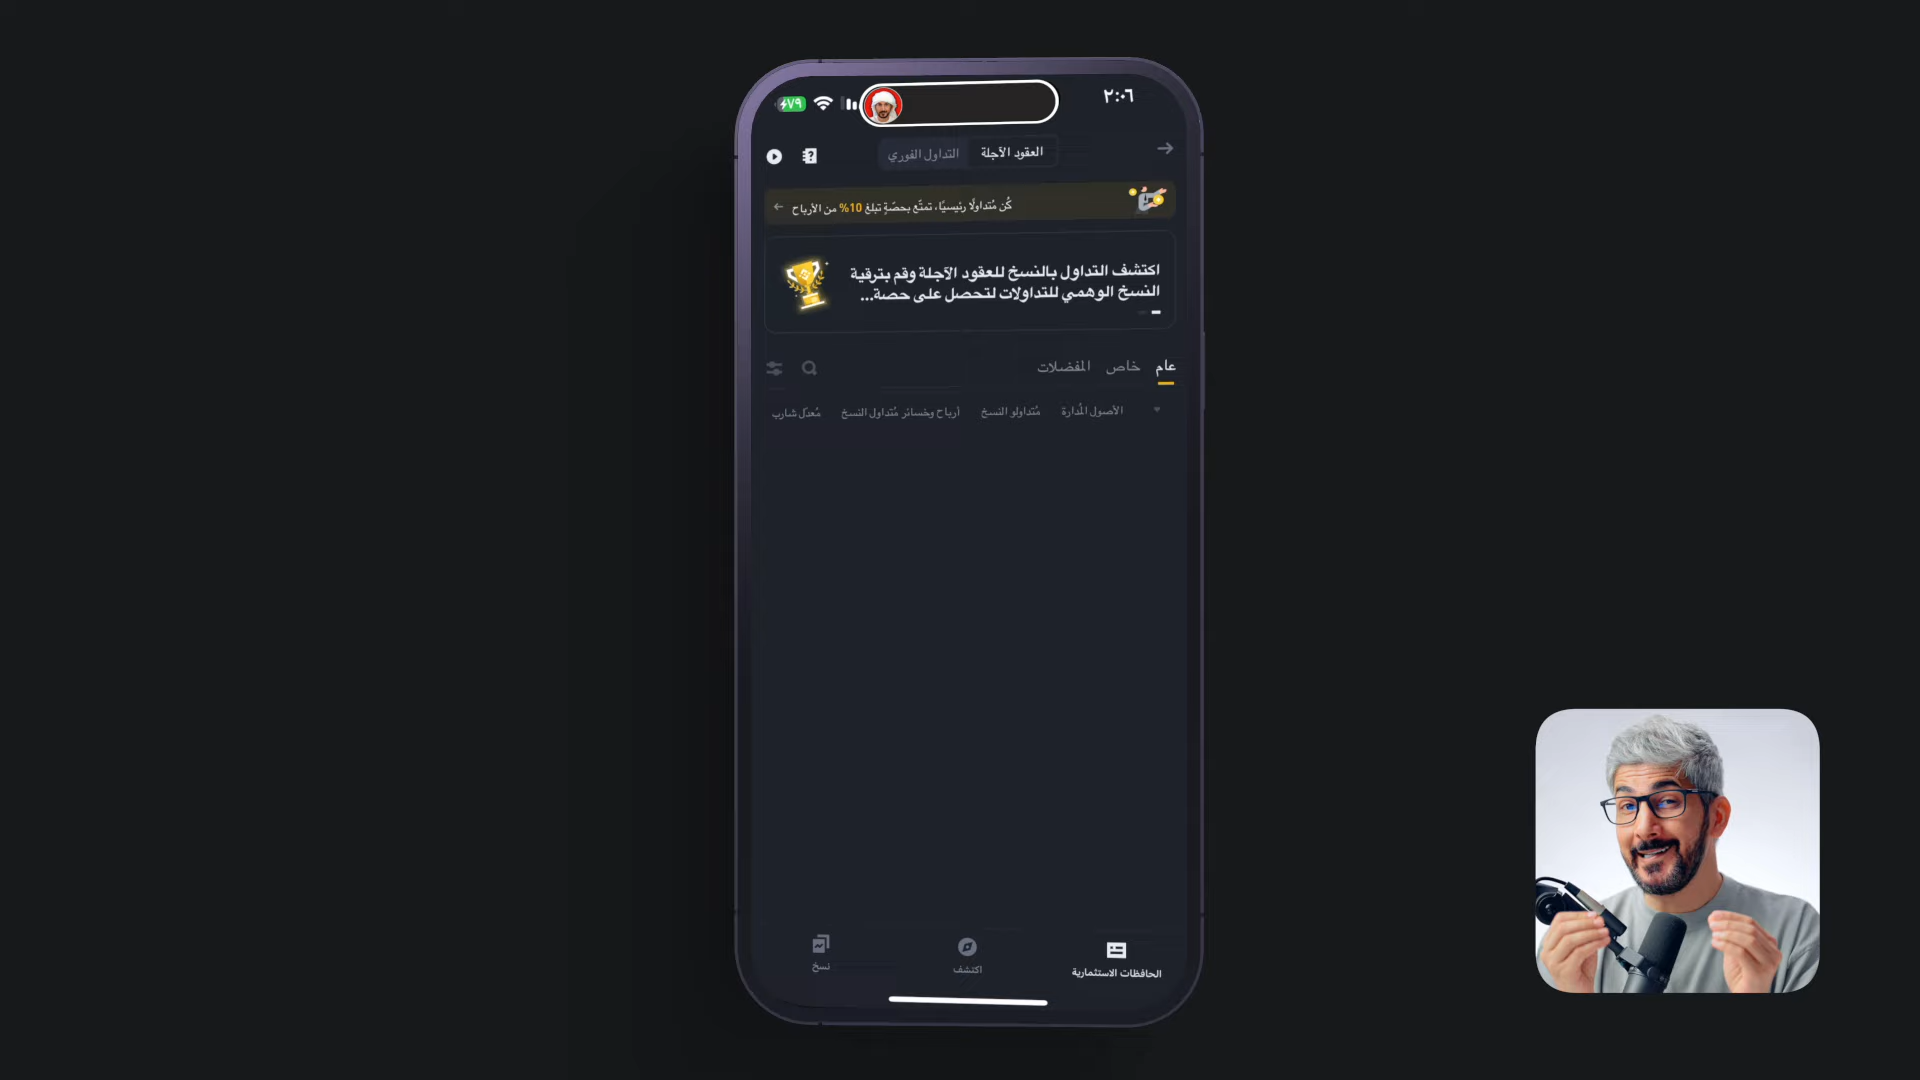 ٢:٠٦
٧٩
العقود الآجلة
التداول الفوري
كُن مُتداولًا رئيسيًا، تمتّع بحصّةٍ تبلغ 10% من الأرباح
اكتشف التداول بالنسخ للعقود الآجلة وقم بترقية
النسخ الوهمي للتداولات لتحصل على حصة...
عام خاص المفضلات
الأصول المُدارة مُتداولو النسخ أرباح وخسائر مُتداول النسخ مُعدّل شارب
الحافظات الاستثمارية
اكتشف
نسخ